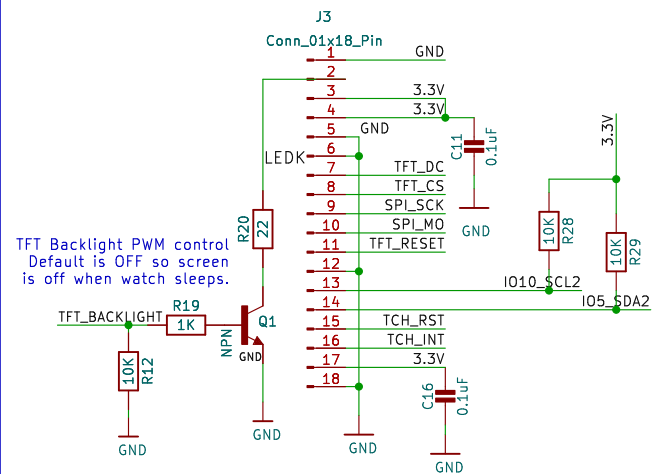 J3
Conn_01x18_Pin
1 GND
2
3 3.3V
4 3.3V
5 GND
LEDK 6
7 TFT_DC
8 TFT_CS
9 SPI_SCK
10 SPI_MO
11 TFT_RESET
12
13 IO10_SCL2
14 IO5_SDA2
15 TCH_RST
16 TCH_INT
17 3.3V
18
GND
C11
0.1uF
GND
3.3V
R28
10K
R29
10K
C16
0.1uF
GND
R20
22
TFT Backlight PWM control
Default is OFF so screen
is off when watch sleeps.
TFT_BACKLIGHT
R19
1K
Q1
NPN
GND
GND
R12
10K
GND